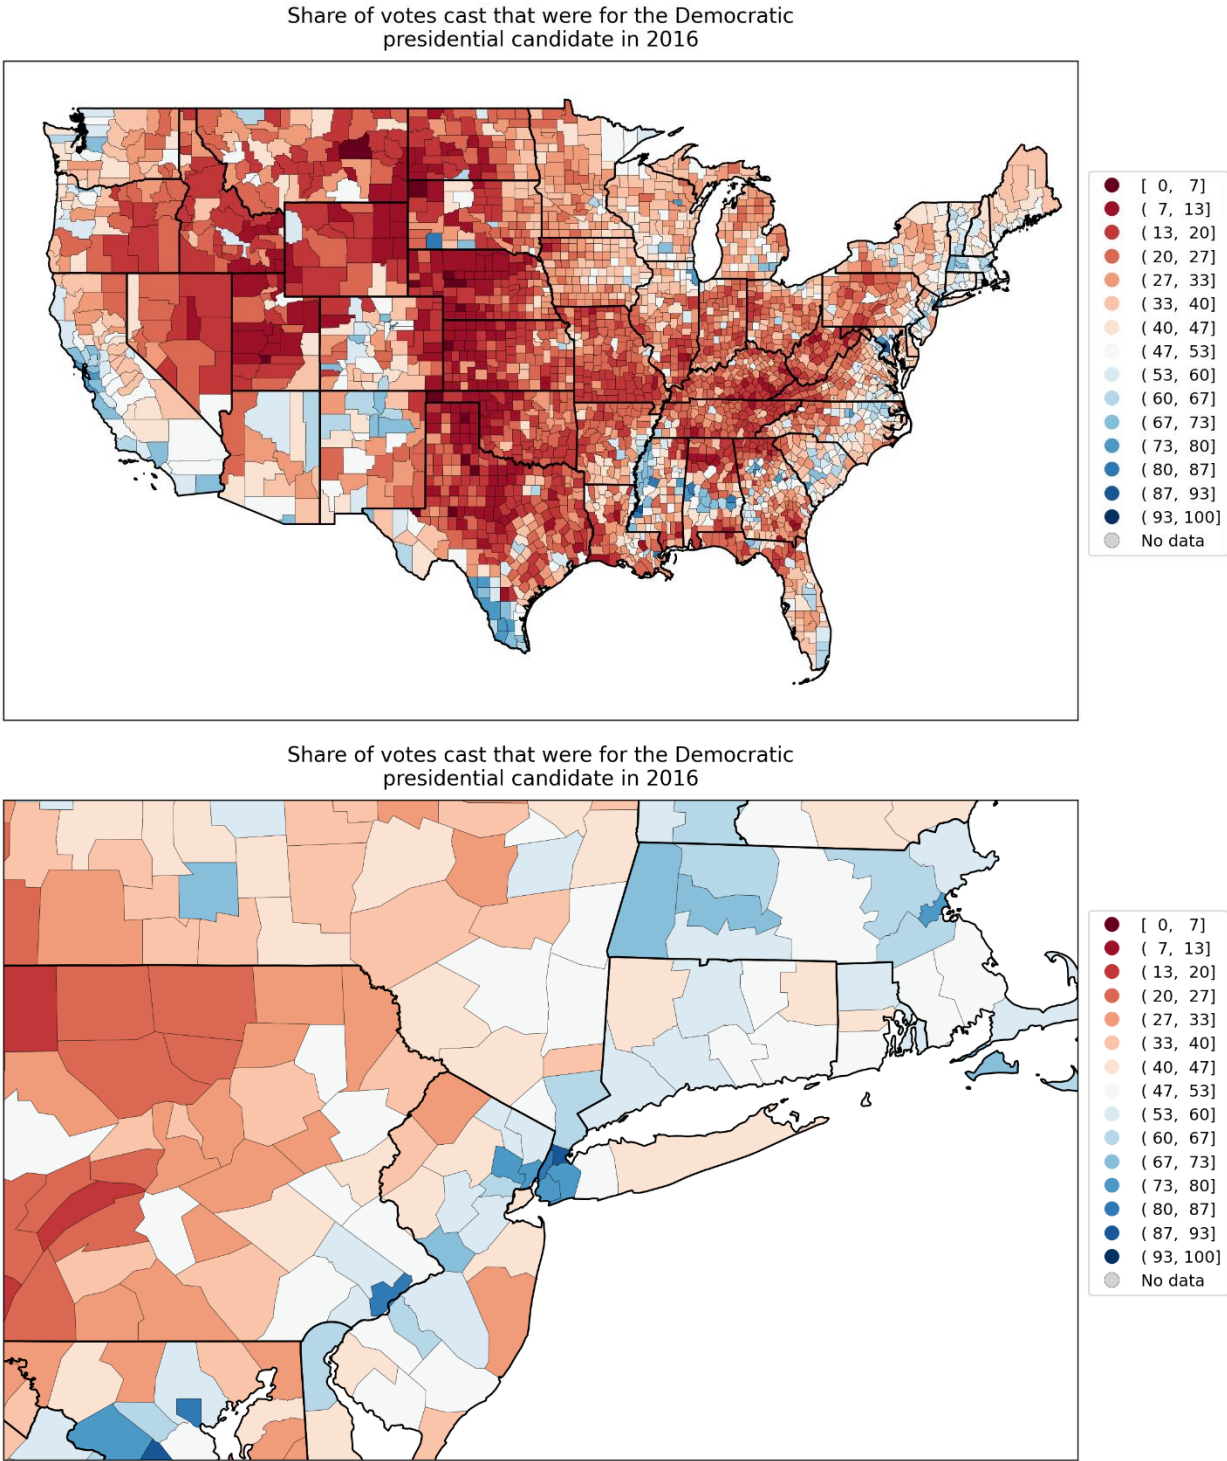 Share of votes cast that were for the Democratic
presidential candidate in 2016
[  0,   7]
(  7,  13]
( 13,  20]
( 20,  27]
( 27,  33]
( 33,  40]
( 40,  47]
( 47,  53]
( 53,  60]
( 60,  67]
( 67,  73]
( 73,  80]
( 80,  87]
( 87,  93]
( 93, 100]
No data
Share of votes cast that were for the Democratic
presidential candidate in 2016
[  0,   7]
(  7,  13]
( 13,  20]
( 20,  27]
( 27,  33]
( 33,  40]
( 40,  47]
( 47,  53]
( 53,  60]
( 60,  67]
( 67,  73]
( 73,  80]
( 80,  87]
( 87,  93]
( 93, 100]
No data